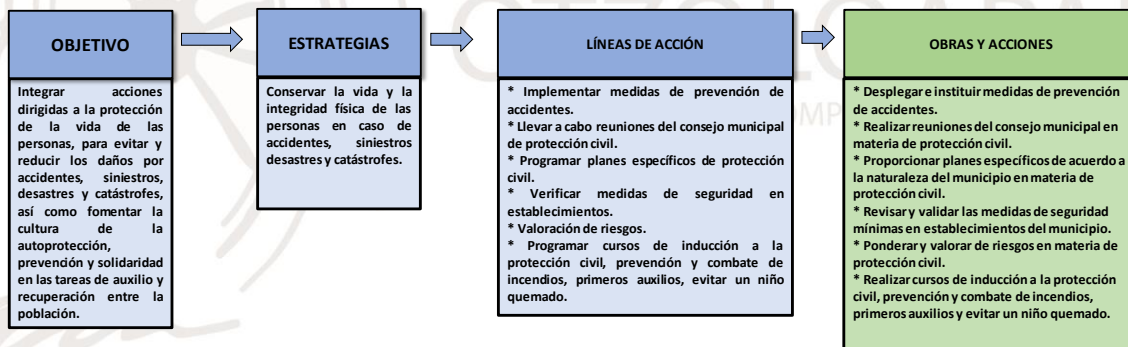 OBJETIVO
Integrar acciones
dirigidas a la protección
de la vida de las
personas, para evitar y
reducir los daños por
accidentes, siniestros,
desastres y catástrofes,
así como fomentar la
cultura de la
autoprotección,
prevención y solidaridad
en las tareas de auxilio y
recuperación entre la
población.
ESTRATEGIAS
Conservar la vida y la
integridad física de las
personas en caso de
accidentes, siniestros
desastres y catástrofes.
LÍNEAS DE ACCIÓN
* Implementar medidas de prevención de
accidentes.
* Llevar a cabo reuniones del consejo municipal
de protección civil.
* Programar planes específicos de protección
civil.
* Verificar medidas de seguridad en
establecimientos.
* Valoración de riesgos.
* Programar cursos de inducción a la
protección civil, prevención y combate de
incendios, primeros auxilios, evitar un niño
quemado.
OBRAS Y ACCIONES
* Desplegar e instituir medidas de prevención
de accidentes.
* Realizar reuniones del consejo municipal en
materia de protección civil.
* Proporcionar planes específicos de acuerdo a
la naturaleza del municipio en materia de
protección civil.
* Revisar y validar las medidas de seguridad
mínimas en establecimientos del municipio.
* Ponderar y valorar de riesgos en materia de
protección civil.
* Realizar cursos de inducción a la protección
civil, prevención y combate de incendios,
primeros auxilios y evitar un niño quemado.